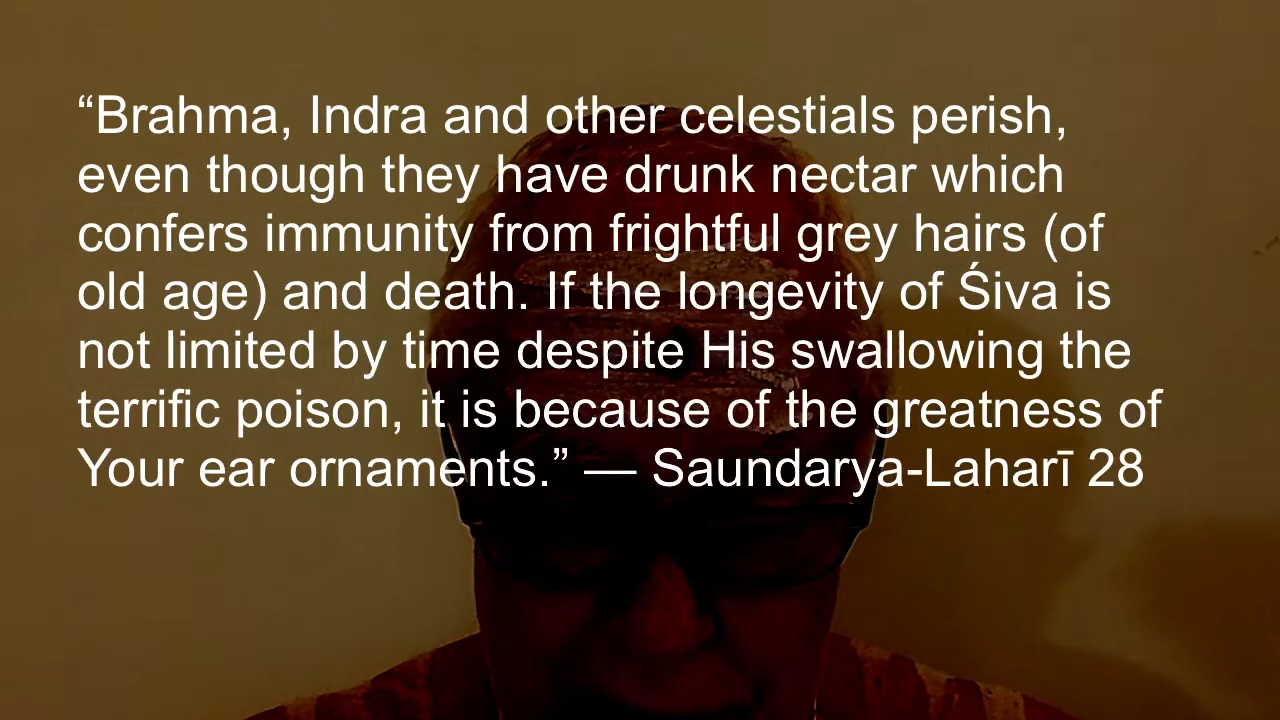 “Brahma, Indra and other celestials perish,
even though they have drunk nectar which
confers immunity from frightful grey hairs (of
old age) and death. If the longevity of Śiva is
not limited by time despite His swallowing the
terrific poison, it is because of the greatness of
Your ear ornaments.” — Saundarya-Laharī 28